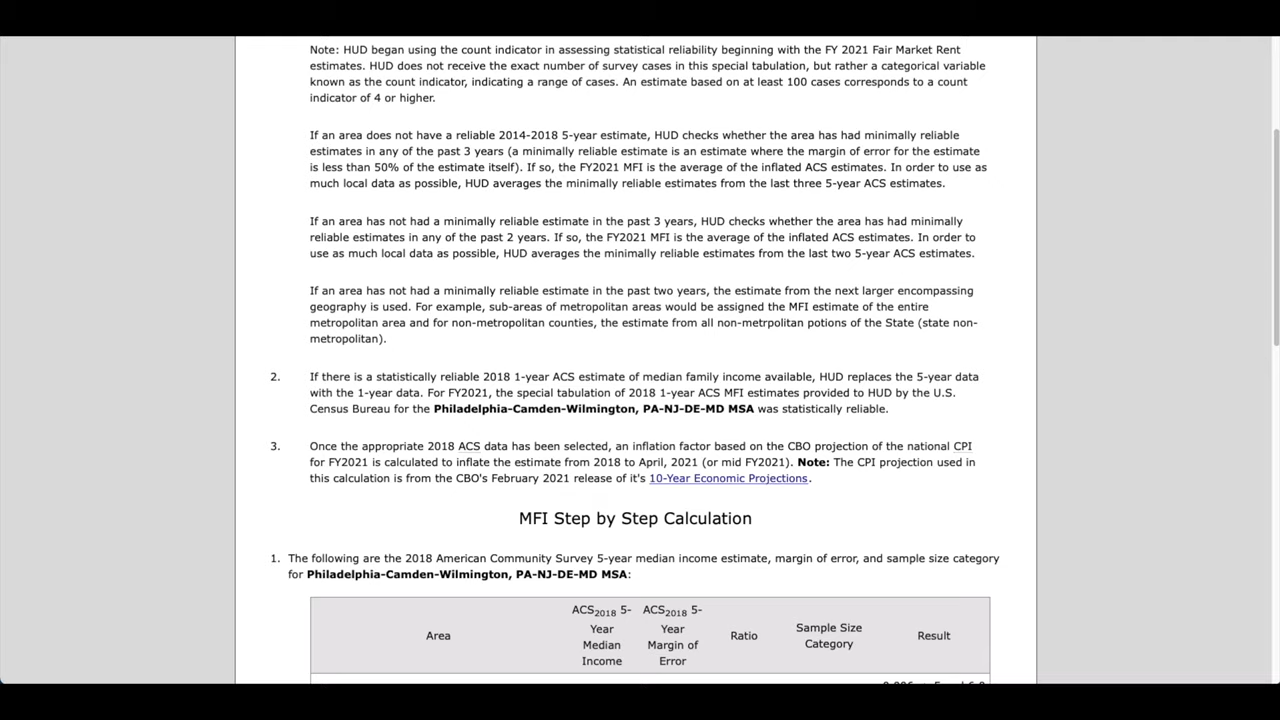 Note: HUD began using the count indicator in assessing statistical reliability beginning with the FY 2021 Fair Market Rent
estimates. HUD does not receive the exact number of survey cases in this special tabulation, but rather a categorical variable
known as the count indicator, indicating a range of cases. An estimate based on at least 100 cases corresponds to a count
indicator of 4 or higher.
If an area does not have a reliable 2014-2018 5-year estimate, HUD checks whether the area has had minimally reliable
estimates in any of the past 3 years (a minimally reliable estimate is an estimate where the margin of error for the estimate
is less than 50% of the estimate itself). If so, the FY2021 MFI is the average of the inflated ACS estimates. In order to use as
much local data as possible, HUD averages the minimally reliable estimates from the last three 5-year ACS estimates.
If an area has not had a minimally reliable estimate in the past 3 years, HUD checks whether the area has had minimally
reliable estimates in any of the past 2 years. If so, the FY2021 MFI is the average of the inflated ACS estimates. In order to
use as much local data as possible, HUD averages the minimally reliable estimates from the last two 5-year ACS estimates.
If an area has not had a minimally reliable estimate in the past two years, the estimate from the next larger encompassing
geography is used. For example, sub-areas of metropolitan areas would be assigned the MFI estimate of the entire
metropolitan area and for non-metropolitan counties, the estimate from all non-metrpolitan potions of the State (state non-
metropolitan).
2. If there is a statistically reliable 2018 1-year ACS estimate of median family income available, HUD replaces the 5-year data
with the 1-year data. For FY2021, the special tabulation of 2018 1-year ACS MFI estimates provided to HUD by the U.S.
Census Bureau for the Philadelphia-Camden-Wilmington, PA-NJ-DE-MD MSA was statistically reliable.
3. Once the appropriate 2018 ACS data has been selected, an inflation factor based on the CBO projection of the national CPI
for FY2021 is calculated to inflate the estimate from 2018 to April, 2021 (or mid FY2021). Note: The CPI projection used in
this calculation is from the CBO's February 2021 release of it's 10-Year Economic Projections.
MFI Step by Step Calculation
1. The following are the 2018 American Community Survey 5-year median income estimate, margin of error, and sample size category
for Philadelphia-Camden-Wilmington, PA-NJ-DE-MD MSA:
Area
ACS2018 5-
Year
Median
Income
ACS2018 5-
Year
Margin of
Error
Ratio
Sample Size
Category
Result